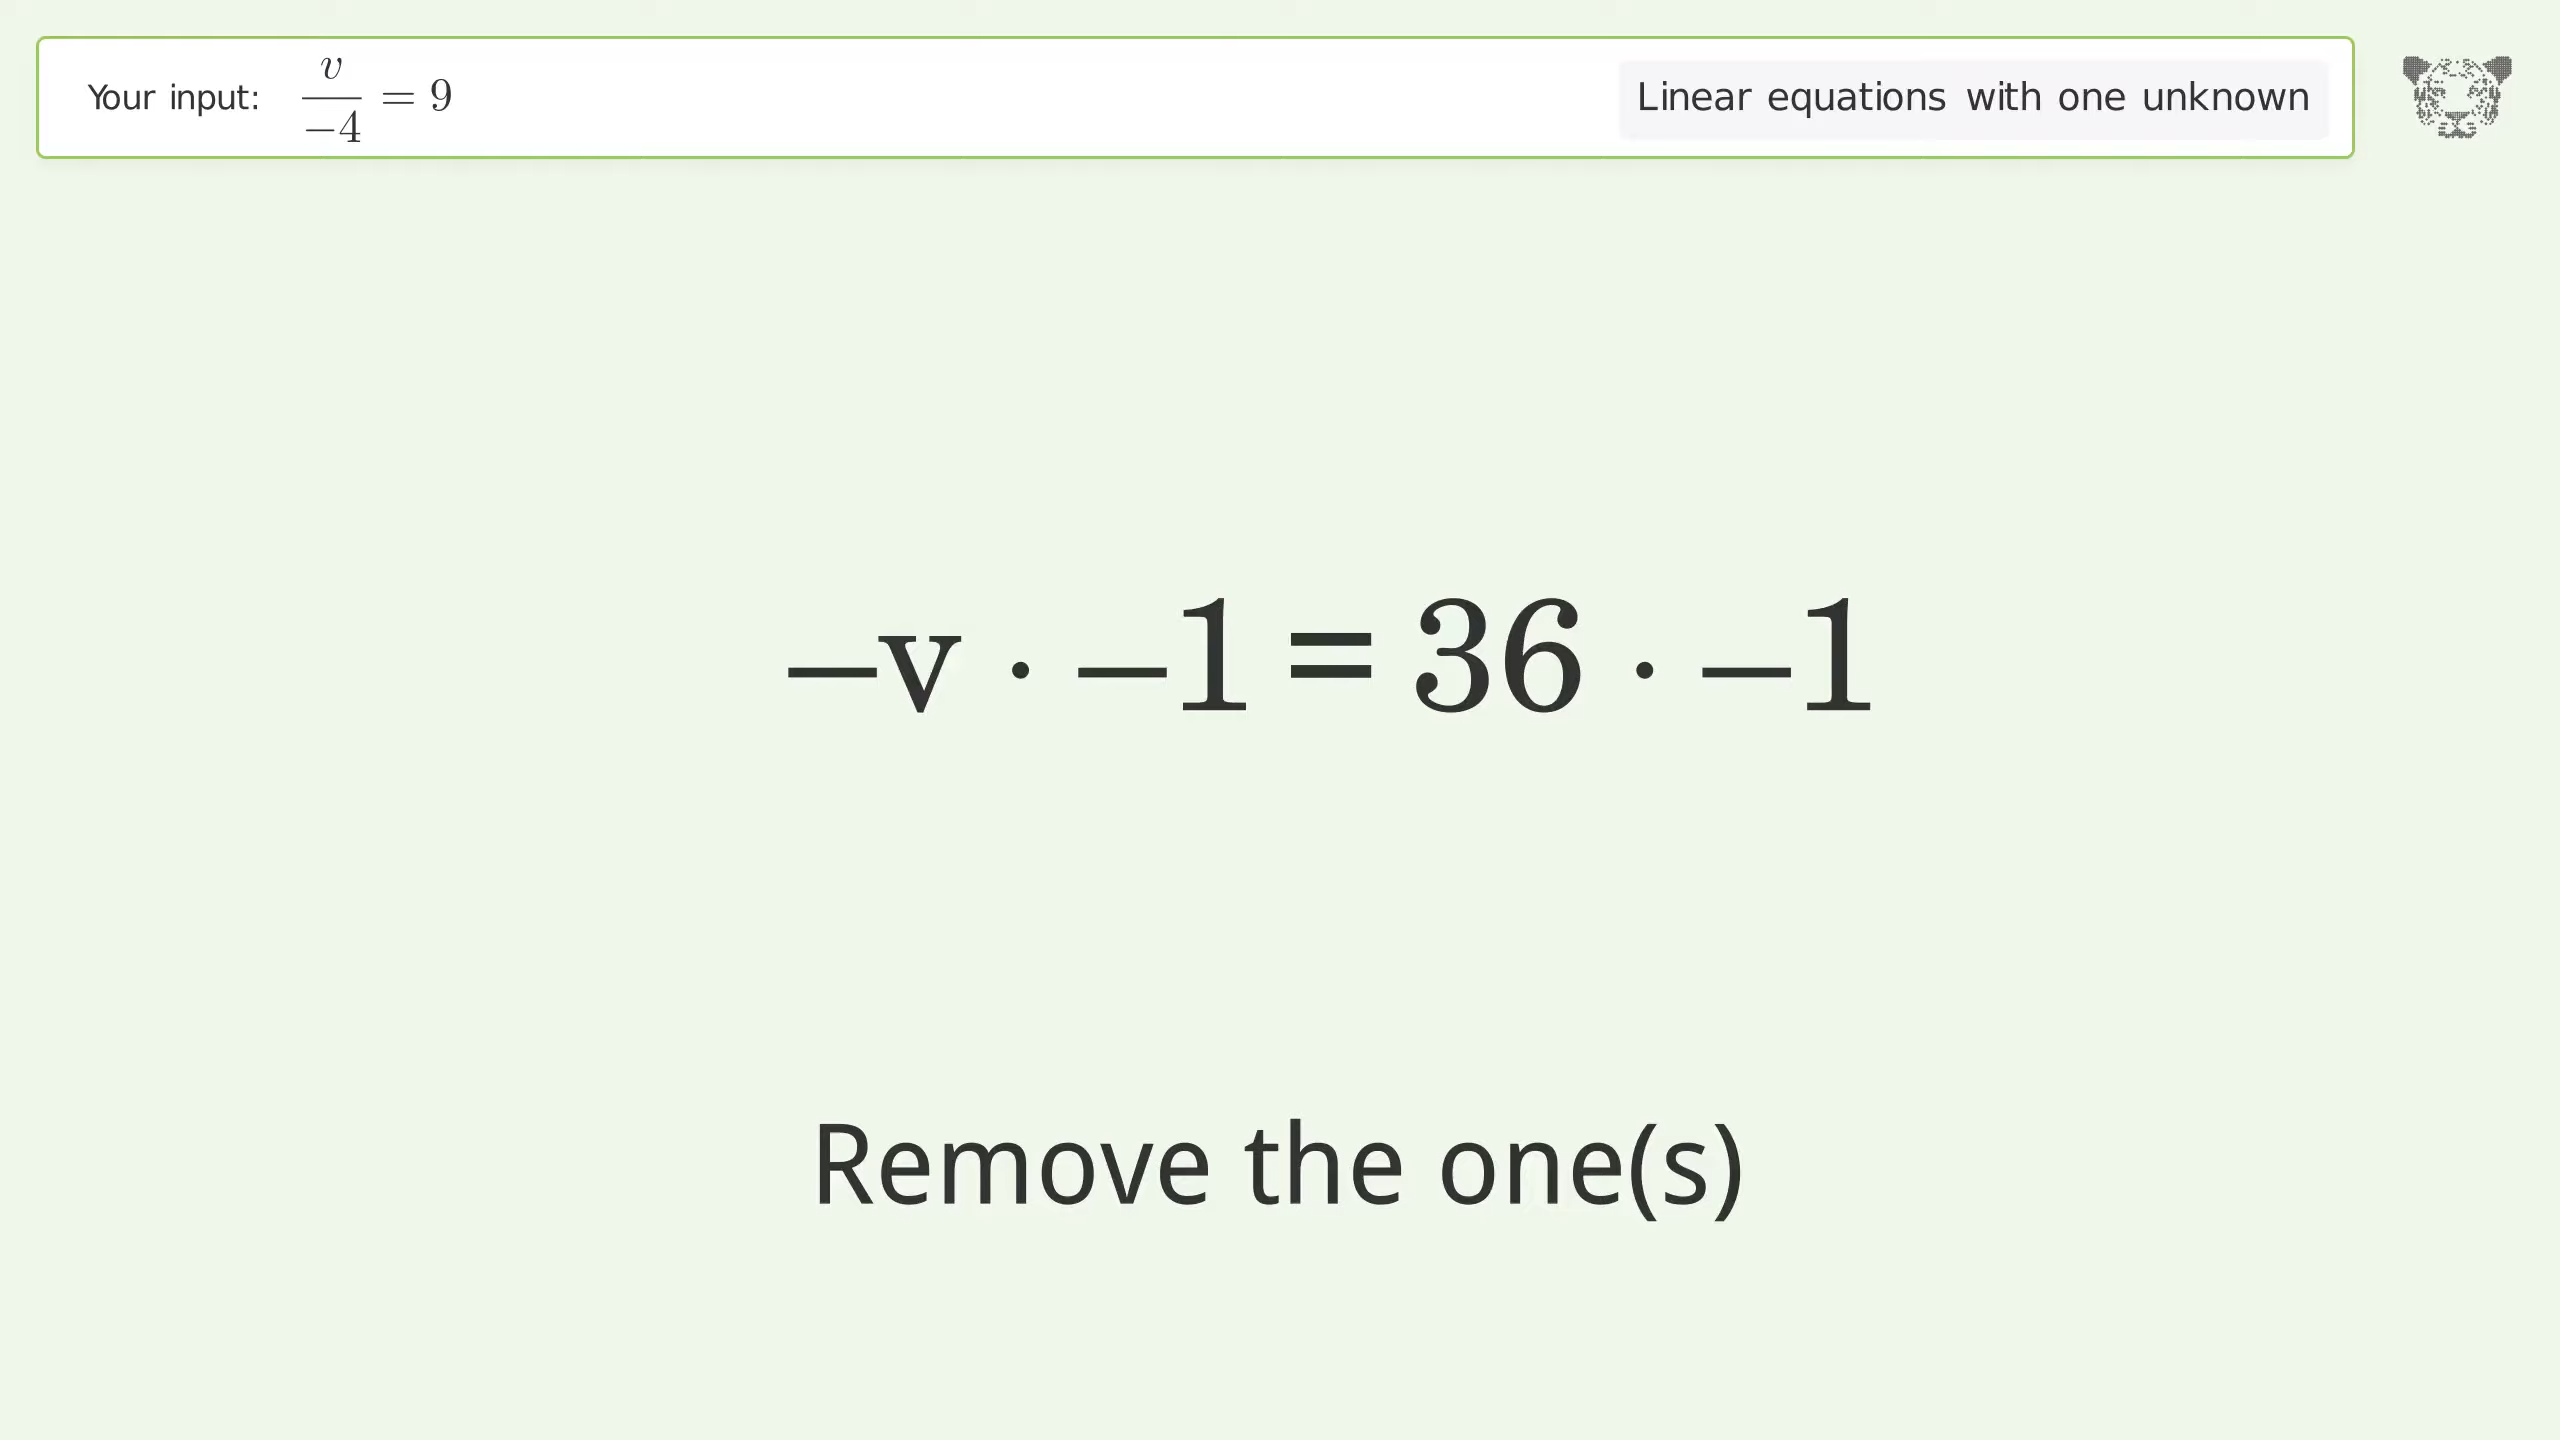 Your input: v/−4 = 9
Linear equations with one unknown
−v · −1 = 36 · −1
Remove the one(s)